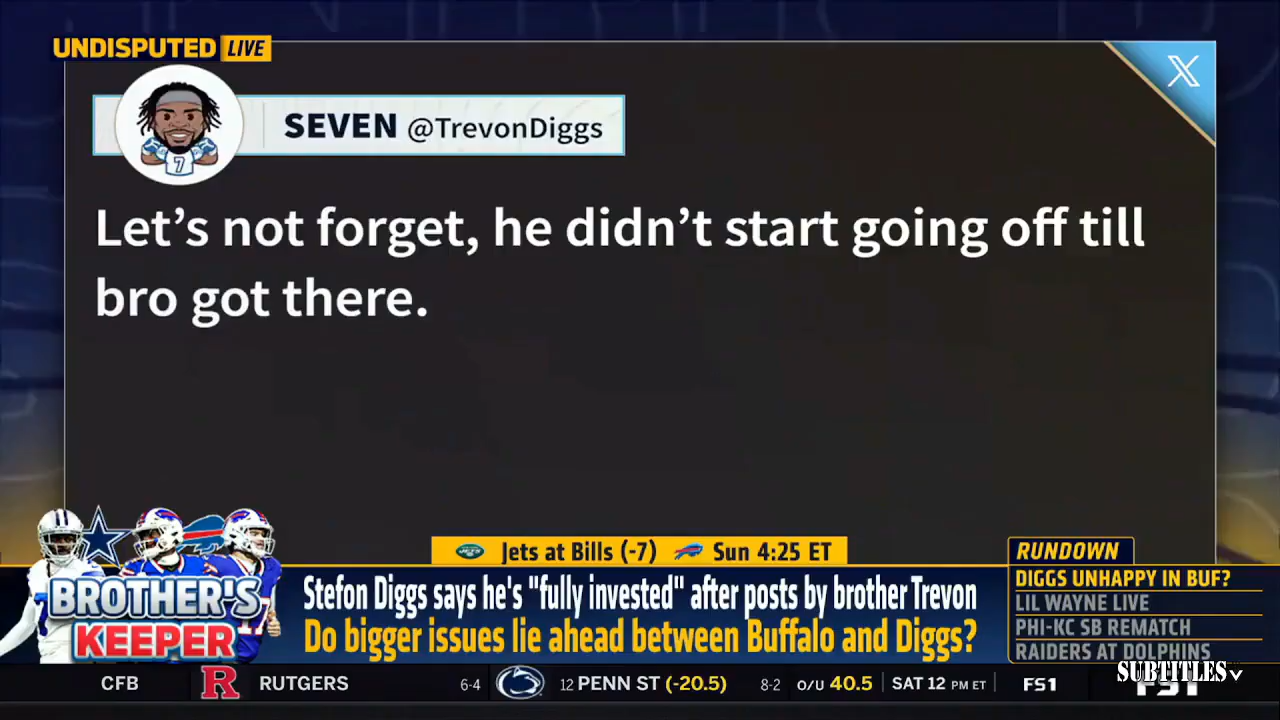 UNDISPUTED LIVE
X
SEVEN @TrevonDiggs
7
Let's not forget, he didn't start going off till
bro got there.
JETS
Jets at Bills (-7) Sun 4:25 ET
RUNDOWN
DIGGS UNHAPPY IN BUF?
LIL WAYNE LIVE
PHI-KC SB REMATCH
RAIDERS AT DOLPHINS
BROTHER'S
KEEPER
Stefon Diggs says he's "fully invested" after posts by brother Trevon
Do bigger issues lie ahead between Buffalo and Diggs?
CFB R RUTGERS 6-4 12 PENN ST (-20.5) 8-2 O/U 40.5 SAT 12 PM ET FS1
SUBTITLES
FS1